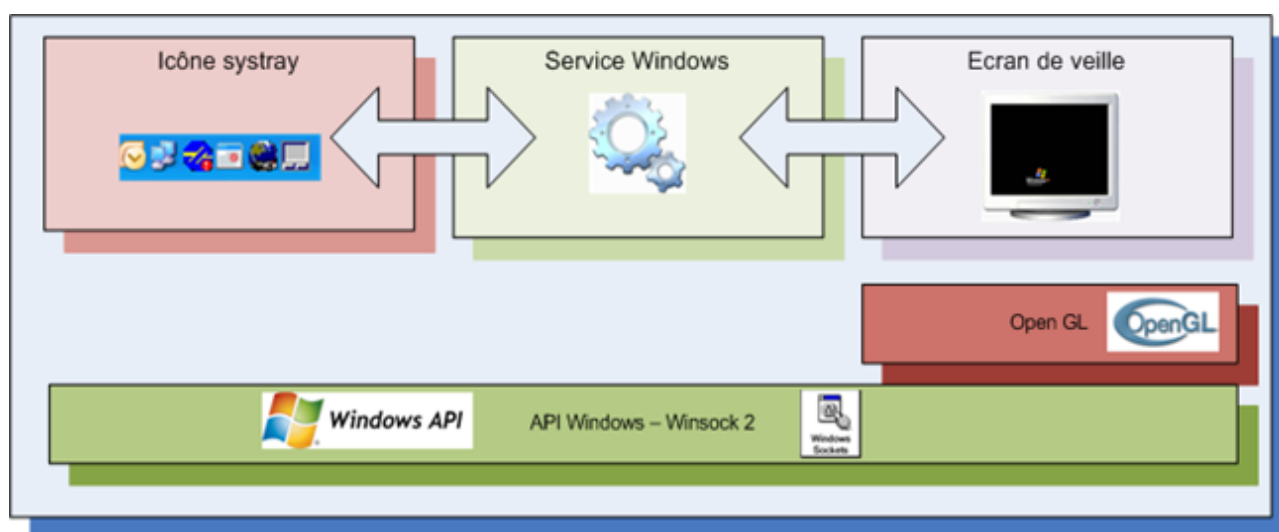 Icône systray
Service Windows
Ecran de veille
Open GL
OpenGL
Windows API
API Windows – Winsock 2
Windows
Sockets